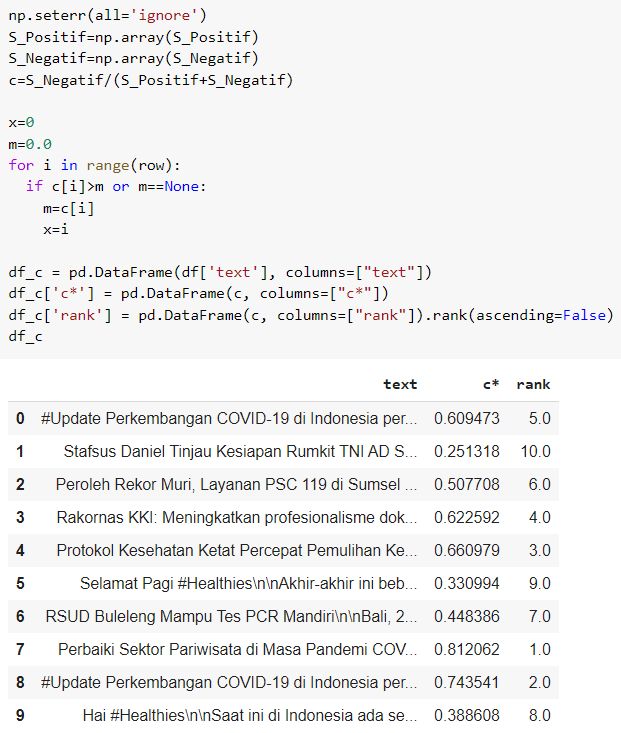 np.seterr(all='ignore')
S_Positif=np.array(S_Positif)
S_Negatif=np.array(S_Negatif)
c=S_Negatif/(S_Positif+S_Negatif)

x=0
m=0.0
for i in range(row):
  if c[i]>m or m==None:
    m=c[i]
    x=i

df_c = pd.DataFrame(df['text'], columns=["text"])
df_c['c*'] = pd.DataFrame(c, columns=["c*"])
df_c['rank'] = pd.DataFrame(c, columns=["rank"]).rank(ascending=False)
df_c
text c* rank
0 #Update Perkembangan COVID-19 di Indonesia per... 0.609473 5.0
1 Stafsus Daniel Tinjau Kesiapan Rumkit TNI AD S... 0.251318 10.0
2 Peroleh Rekor Muri, Layanan PSC 119 di Sumsel ... 0.507708 6.0
3 Rakornas KKI: Meningkatkan profesionalisme dok... 0.622592 4.0
4 Protokol Kesehatan Ketat Percepat Pemulihan Ke... 0.660979 3.0
5 Selamat Pagi #Healthies\n\nAkhir-akhir ini beb... 0.330994 9.0
6 RSUD Buleleng Mampu Tes PCR Mandiri\n\nBali, 2... 0.448386 7.0
7 Perbaiki Sektor Pariwisata di Masa Pandemi COV... 0.812062 1.0
8 #Update Perkembangan COVID-19 di Indonesia per... 0.743541 2.0
9 Hai #Healthies\n\nSaat ini di Indonesia ada se... 0.388608 8.0